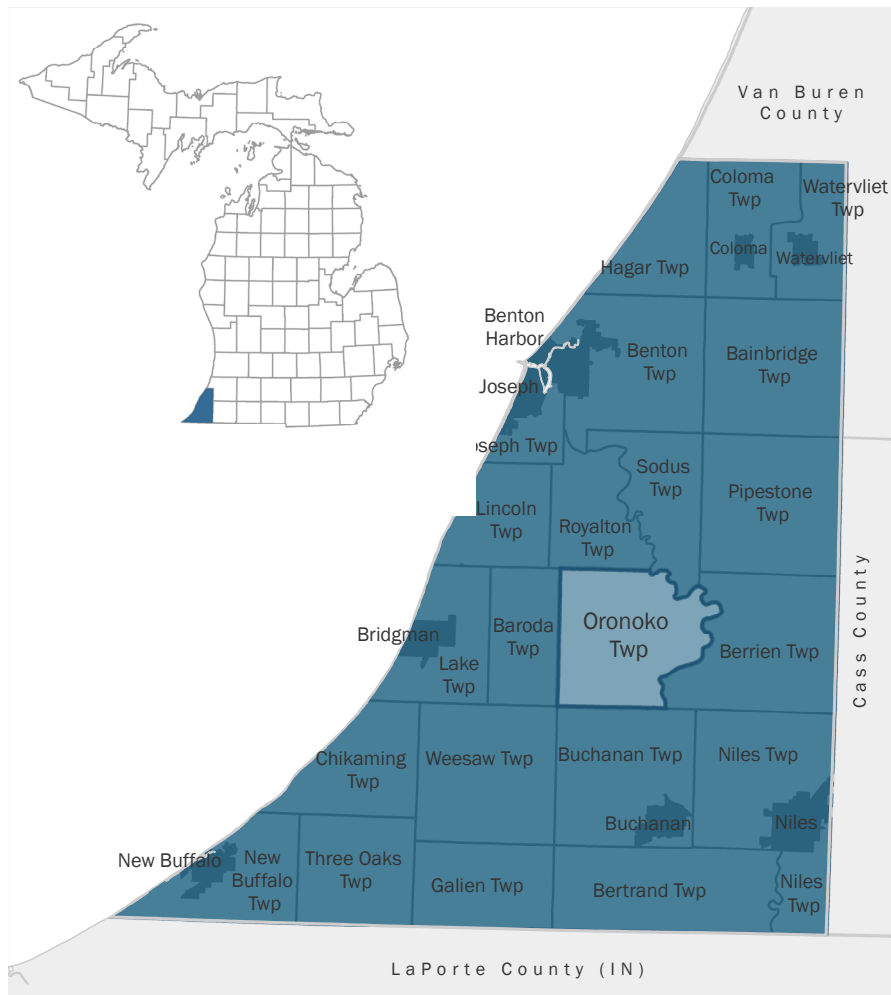 Van Buren
County
Coloma
Twp
Watervliet
Twp
Coloma
Watervliet
Hagar Twp
Benton
Harbor
Benton
Twp
Bainbridge
Twp
Joseph
oseph Twp
Sodus
Twp
Pipestone
Twp
Lincoln
Twp
Royalton
Twp
Cass County
Oronoko
Twp
Baroda
Twp
Bridgman
Lake
Twp
Berrien Twp
Chikaming
Twp
Weesaw Twp
Buchanan Twp
Niles Twp
Buchanan
Niles
New Buffalo
New
Buffalo
Twp
Three Oaks
Twp
Galien Twp
Bertrand Twp
Niles
Twp
LaPorte County (IN)